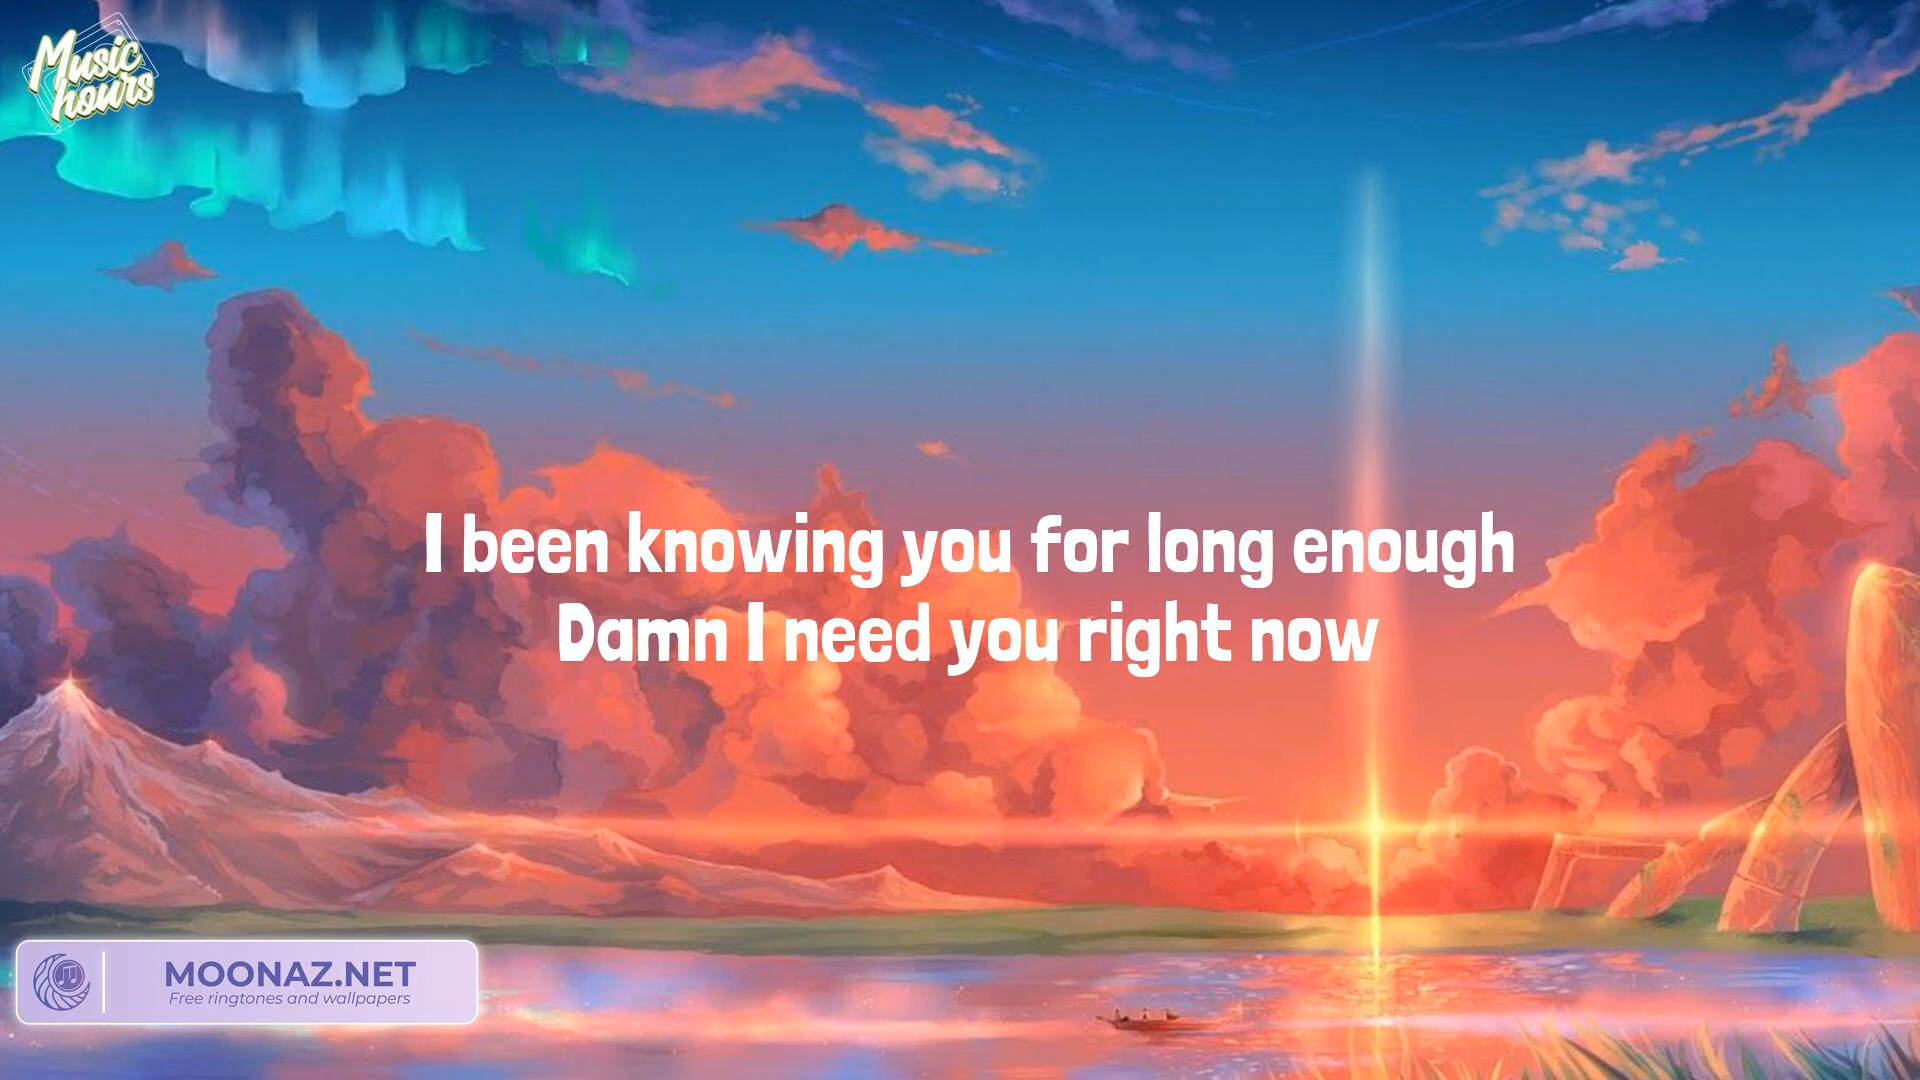 Music
hours
I been knowing you for long enough
Damn I need you right now
MOONAZ.NET
Free ringtones and wallpapers